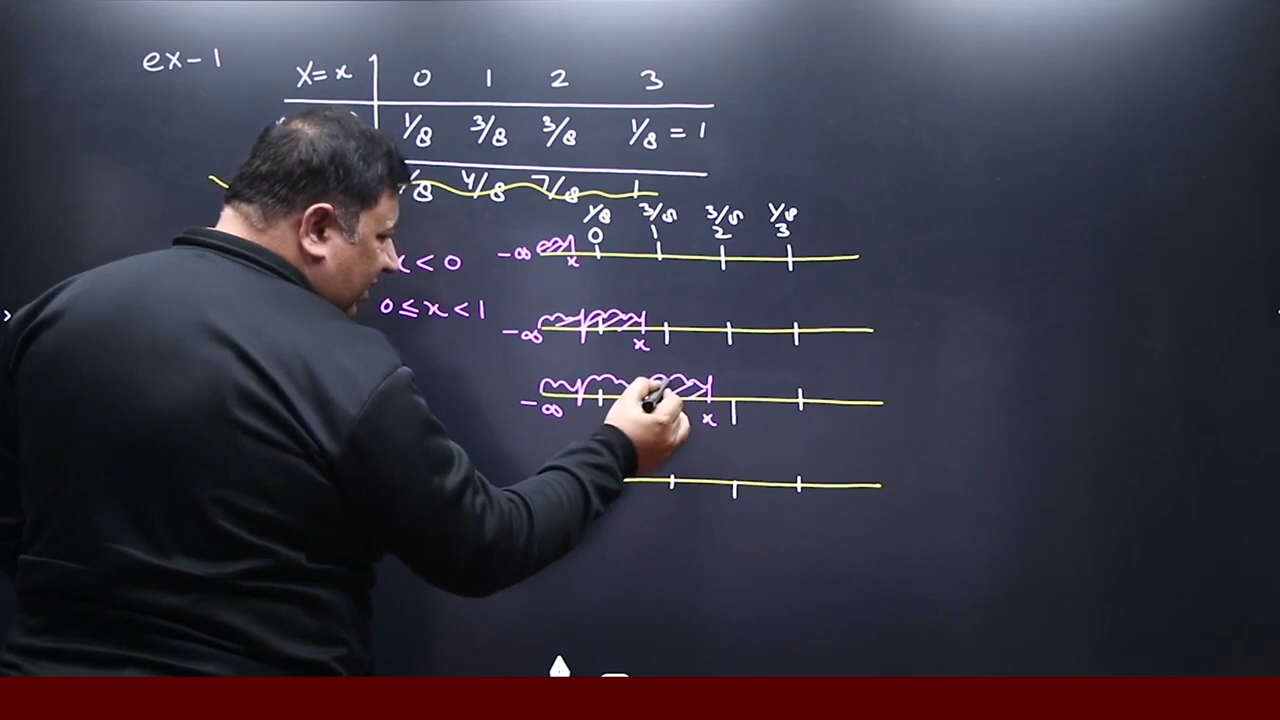 ex-1
X=x 0 1 2 3
1/8 3/8 3/8 1/8 = 1
/8 4/8 7/8 1
1/8 3/8 3/8 1/8
0 1 2 3
x<0 -∞ x
0≤x<1 -∞ x
-∞ x